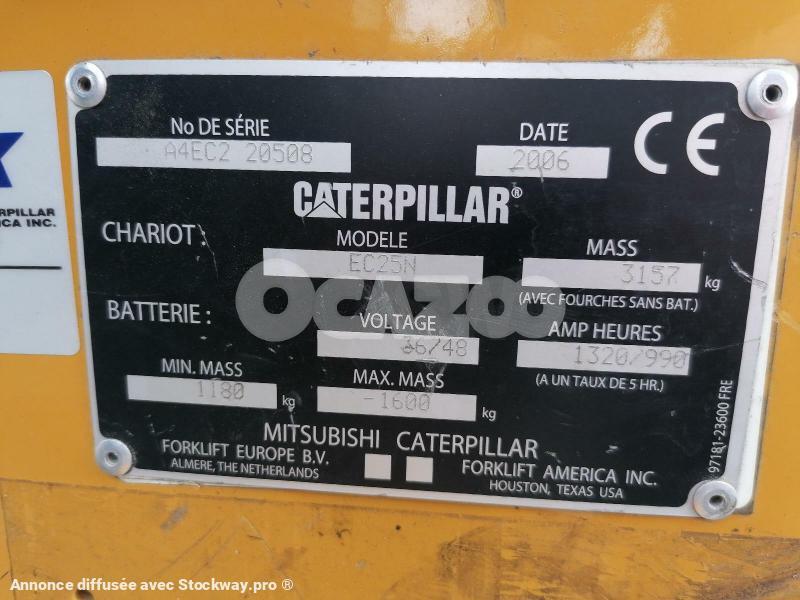 No DE SÉRIE
A4EC2 20508
DATE
2006
CE
CATERPILLAR®
CHARIOT:
MODELE
EC25N
MASS
3157 kg
(AVEC FOURCHES SANS BAT.)
OCAZOO
BATTERIE :
VOLTAGE
36/48
AMP HEURES
1320/990
(A UN TAUX DE 5 HR.)
MIN. MASS
1180 kg
MAX. MASS
-1600 kg
MITSUBISHI CATERPILLAR
FORKLIFT EUROPE B.V.
ALMERE, THE NETHERLANDS
FORKLIFT AMERICA INC.
HOUSTON, TEXAS USA
97181-23600 FRE
RPILLAR
ICA INC.
Annonce diffusée avec Stockway.pro ®